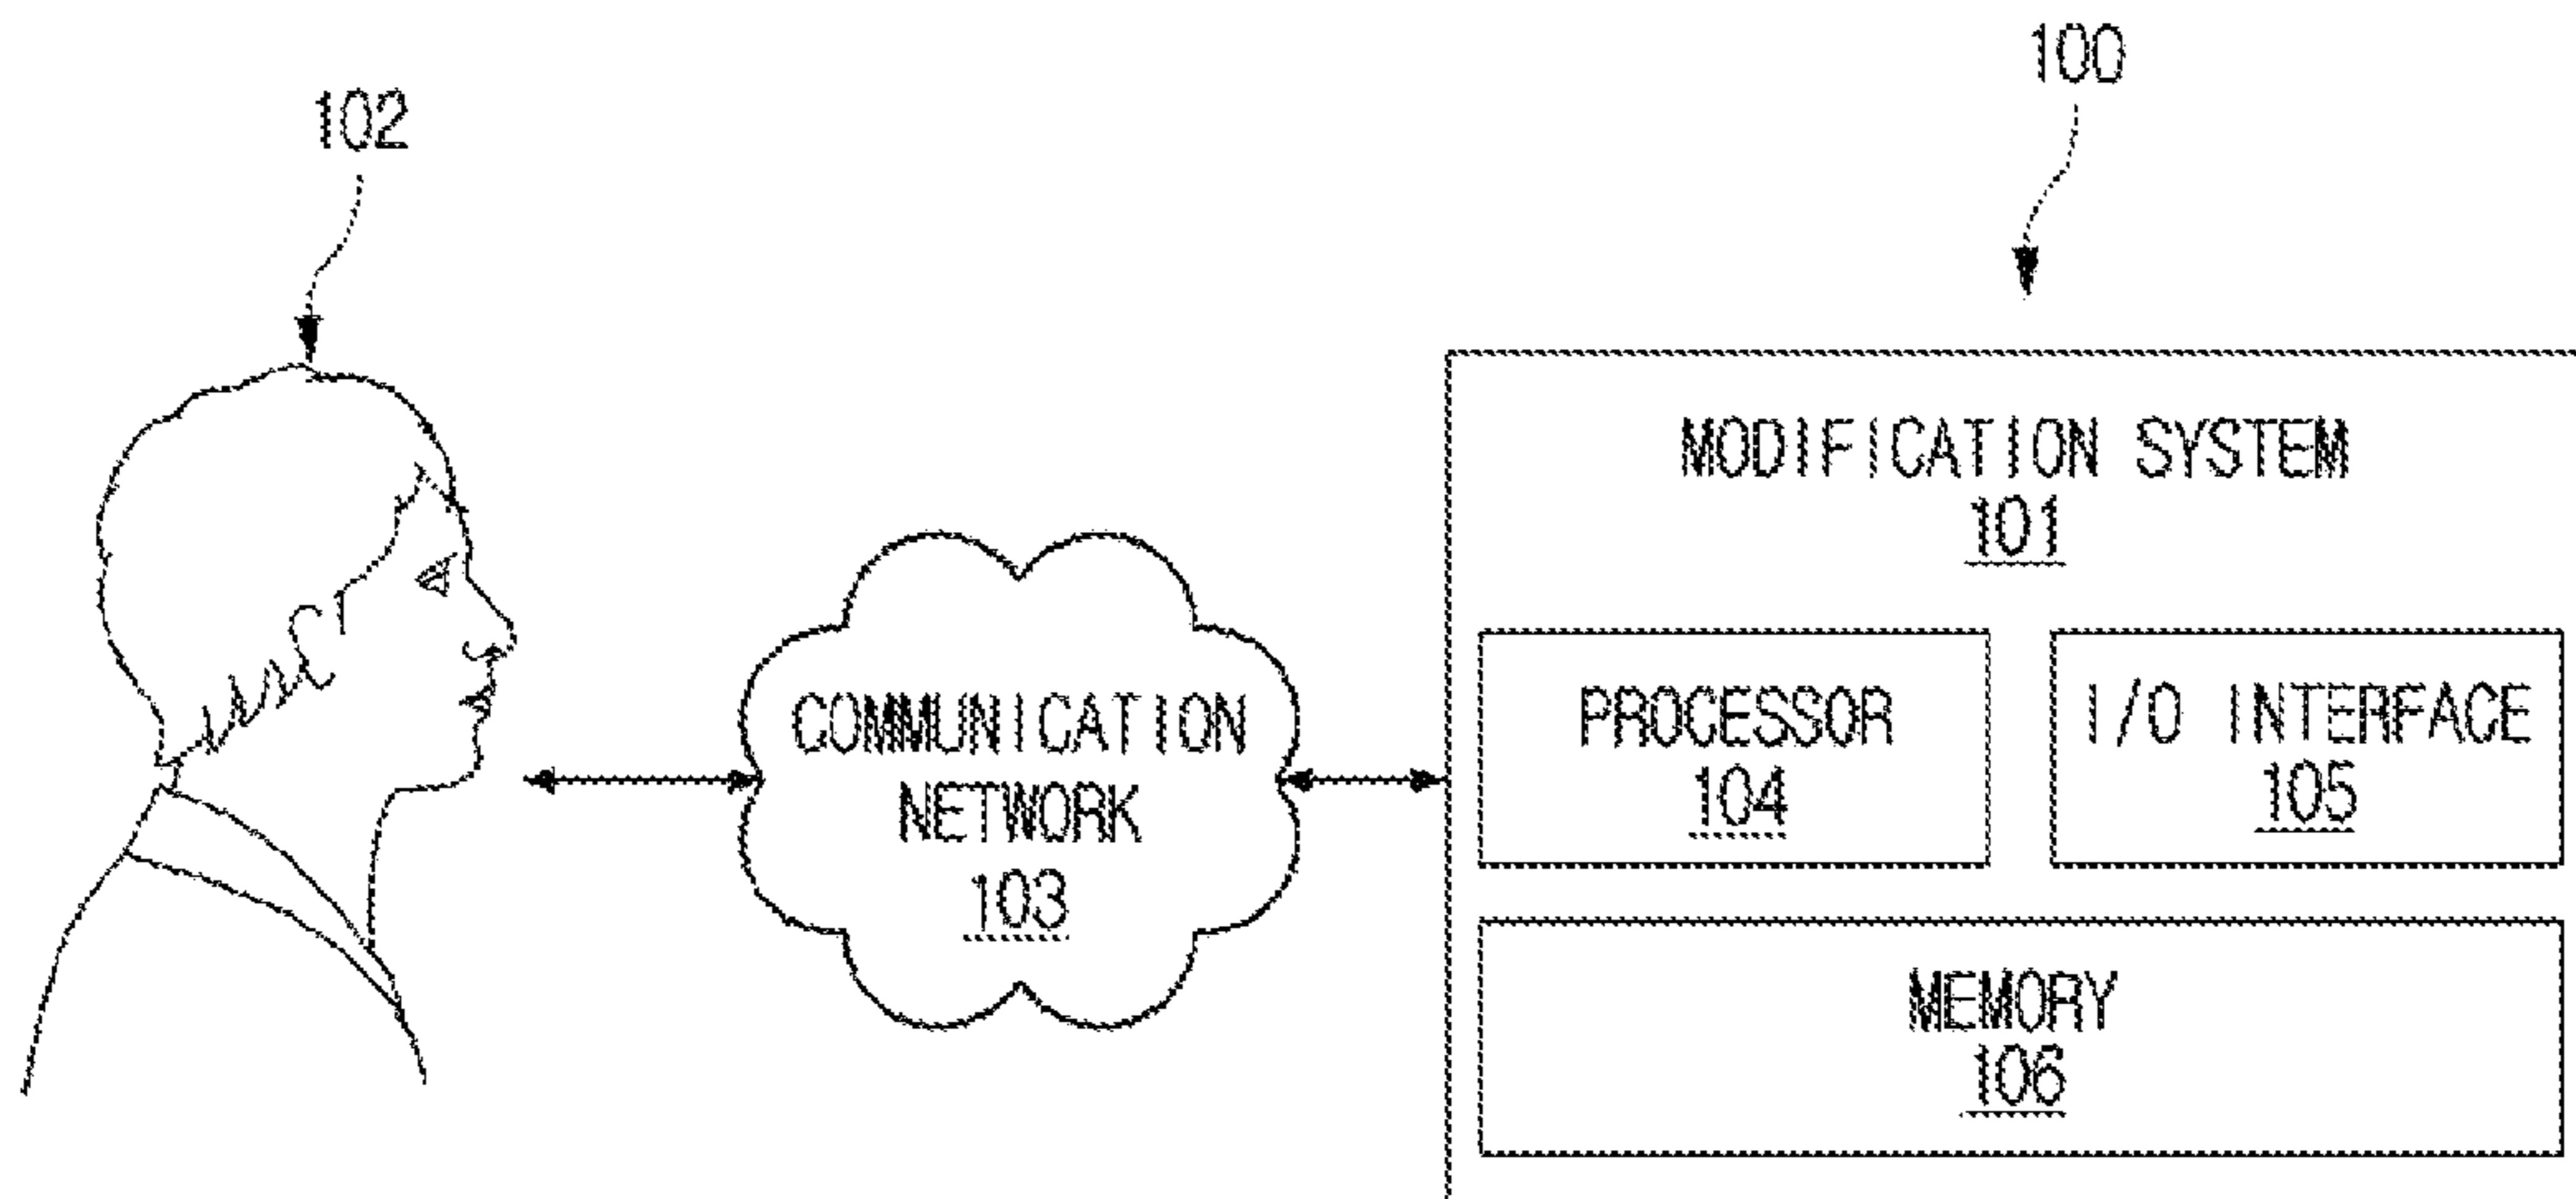 100
102
MODIFICATION SYSTEM
101
COMMUNICATION
NETWORK
103
PROCESSOR
104
I/O INTERFACE
105
MEMORY
106